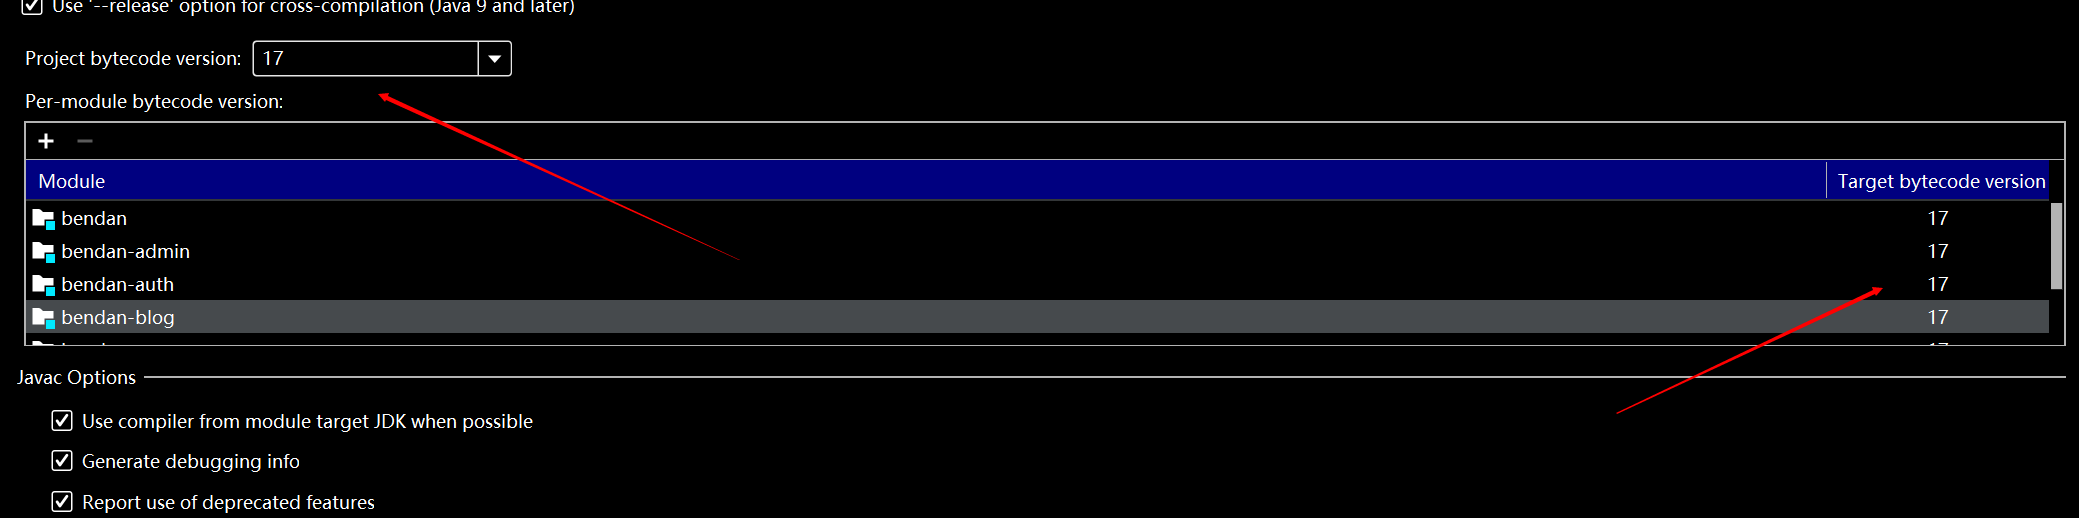 Use '--release' option for cross-compilation (Java 9 and later)
Project bytecode version: 17
Per-module bytecode version:
Module Target bytecode version
bendan 17
bendan-admin 17
bendan-auth 17
bendan-blog 17
Javac Options
Use compiler from module target JDK when possible
Generate debugging info
Report use of deprecated features